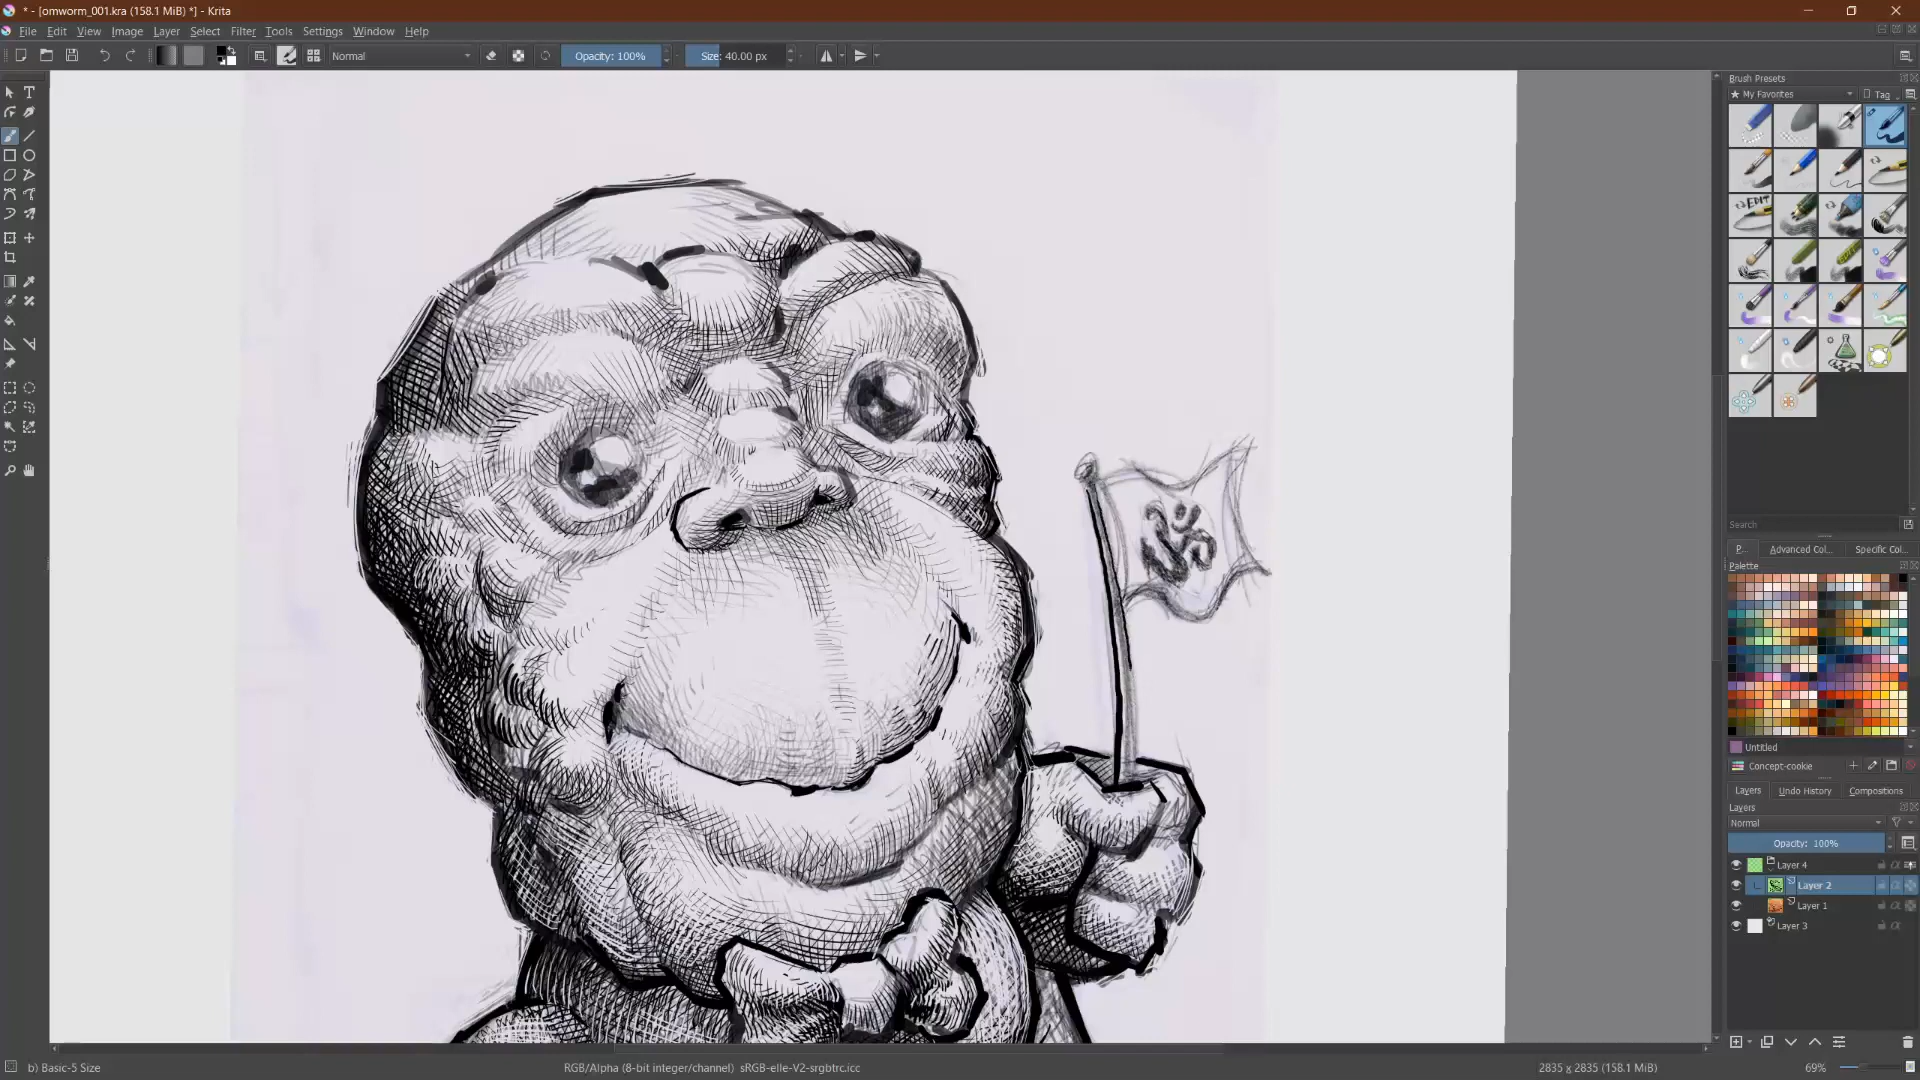 * - [omworm_001.kra (158.1 MiB) *] - Krita
File Edit View Image Layer Select Filter Tools Settings Window Help
Normal
Opacity: 100%
Size: 40.00 px
Brush Presets
My Favorites
Tag
EDIT
ॐ
Search
P... Advanced Col... Specific Col...
Palette
Untitled
Concept-cookie
Layers Undo History Compositions
Layers
Normal
Opacity: 100%
Layer 4
Layer 2
Layer 1
Layer 3
b) Basic-5 Size
RGB/Alpha (8-bit integer/channel) sRGB-elle-V2-srgbtrc.icc
2835 x 2835 (158.1 MiB)
69%